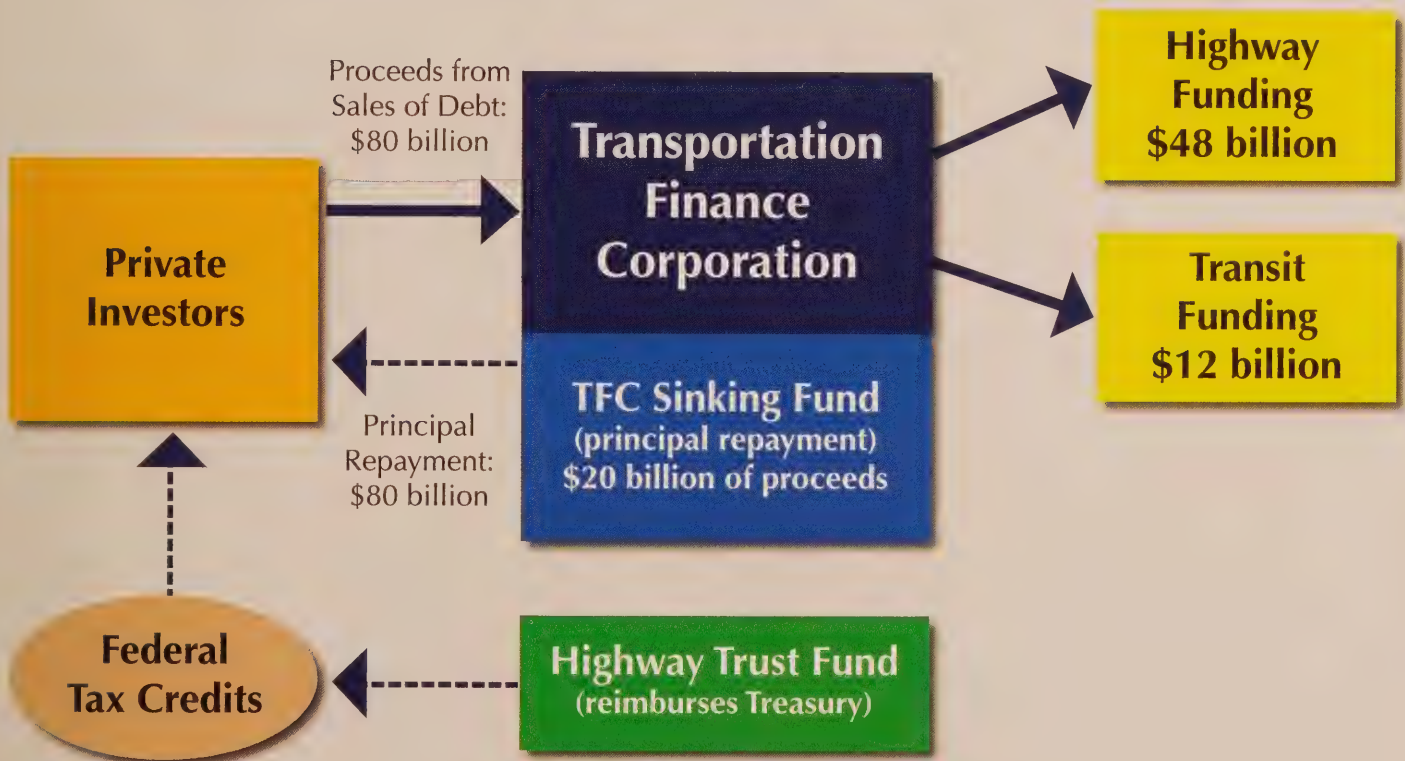 Proceeds from
Sales of Debt:
$80 billion
Private
Investors
Transportation
Finance
Corporation
Highway
Funding
$48 billion
Transit
Funding
$12 billion
TFC Sinking Fund
(principal repayment)
$20 billion of proceeds
Principal
Repayment:
$80 billion
Federal
Tax Credits
Highway Trust Fund
(reimburses Treasury)